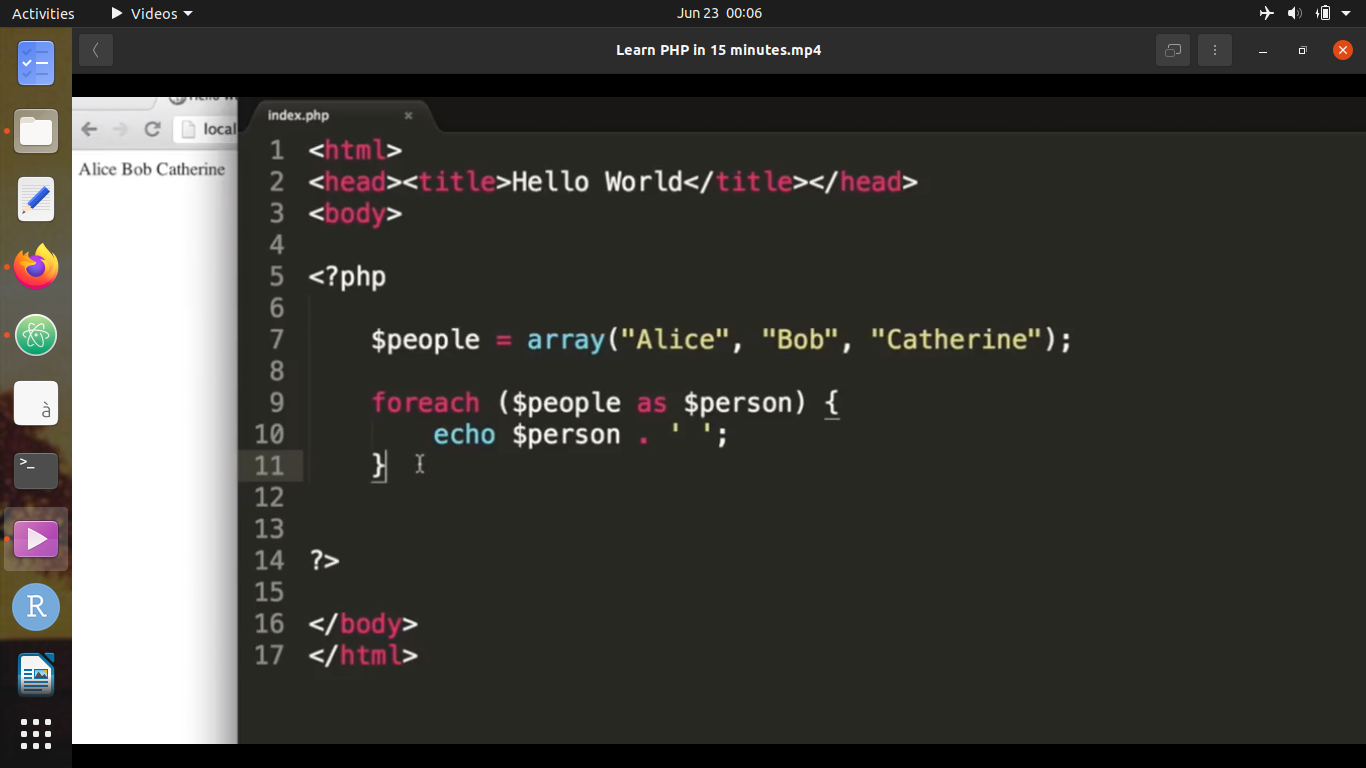 Activities
Videos
Jun 23 00:06
Learn PHP in 15 minutes.mp4
index.php
local
Alice Bob Catherine
1 <html>
2 <head><title>Hello World</title></head>
3 <body>
4
5 <?php
6
7 $people = array("Alice", "Bob", "Catherine");
8
9 foreach ($people as $person) {
10 echo $person . ' ';
11 }
12
13
14 ?>
15
16 </body>
17 </html>
à
>_
R